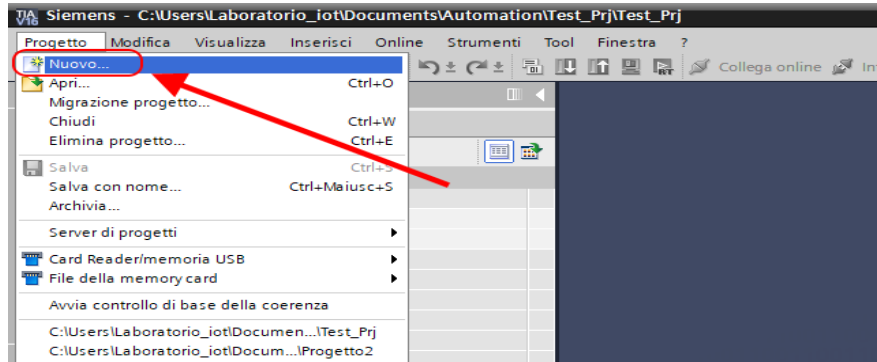 TIA V16 Siemens - C:\Users\Laboratorio_iot\Documents\Automation\Test_Prj\Test_Prj
Progetto Modifica Visualizza Inserisci Online Strumenti Tool Finestra ?
Nuovo...
Collega online
Apri... Ctrl+O
Migrazione progetto...
Chiudi Ctrl+W
Elimina progetto... Ctrl+E
Salva Ctrl+S
Salva con nome... Ctrl+Maiusc+S
Archivia...
Server di progetti
Card Reader/memoria USB
File della memory card
Avvia controllo di base della coerenza
C:\Users\Laboratorio_iot\Documen...\Test_Prj
C:\Users\Laboratorio_iot\Docum...\Progetto2